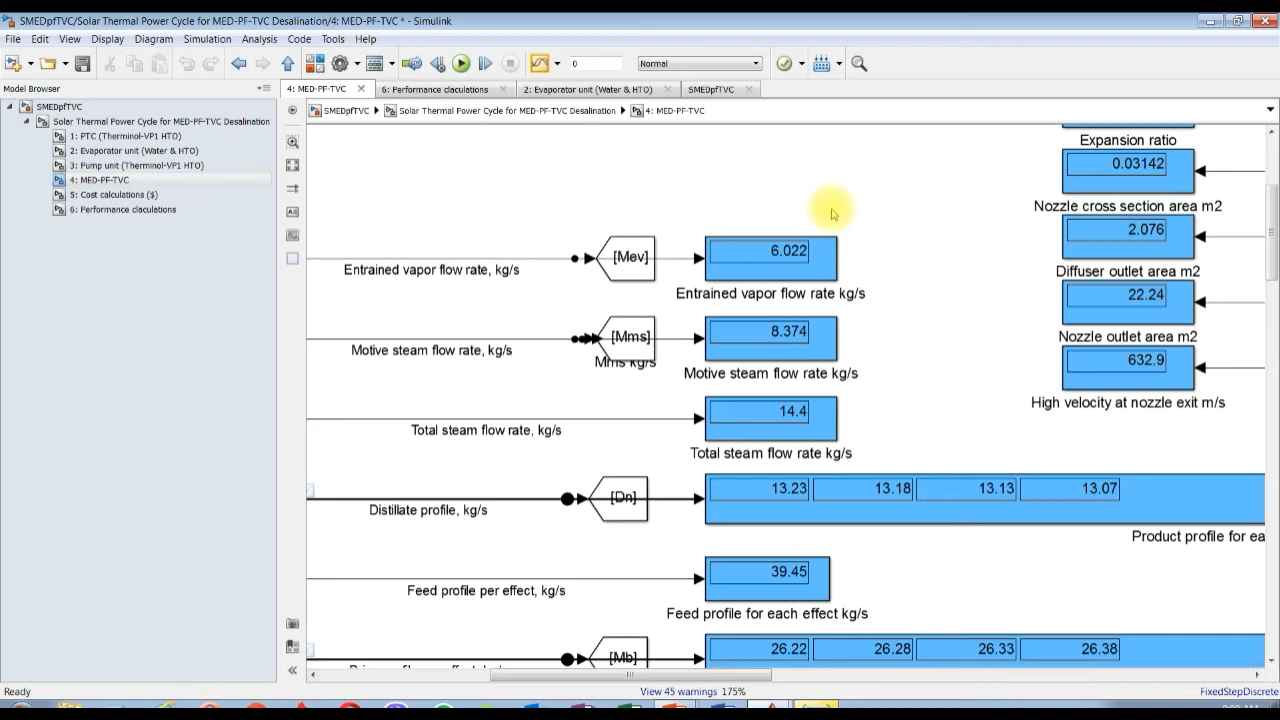 SMEDpfTVC/Solar Thermal Power Cycle for MED-PF-TVC Desalination/4: MED-PF-TVC * - Simulink
File Edit View Display Diagram Simulation Analysis Code Tools Help
0 Normal
Model Browser
4: MED-PF-TVC 6: Performance claculations 2: Evaporator unit (Water & HTO) SMEDpfTVC
SMEDpfTVC
Solar Thermal Power Cycle for MED-PF-TVC Desalination
1: PTC (Therminol-VP1 HTO)
2: Evaporator unit (Water & HTO)
3: Pump unit (Therminol-VP1 HTO)
4: MED-PF-TVC
5: Cost calculations ($)
6: Performance claculations
SMEDpfTVC Solar Thermal Power Cycle for MED-PF-TVC Desalination 4: MED-PF-TVC
Expansion ratio
0.03142
Nozzle cross section area m2
2.076
Diffuser outlet area m2
22.24
Nozzle outlet area m2
632.9
High velocity at nozzle exit m/s
Entrained vapor flow rate, kg/s
[Mev]
6.022
Entrained vapor flow rate kg/s
Motive steam flow rate, kg/s
[Mms]
Mms kg/s
8.374
Motive steam flow rate kg/s
Total steam flow rate, kg/s
14.4
Total steam flow rate kg/s
Distillate profile, kg/s
[Dn]
13.23 13.18 13.13 13.07
Product profile for ea
Feed profile per effect, kg/s
39.45
Feed profile for each effect kg/s
[Mb]
26.22 26.28 26.33 26.38
Ready View 45 warnings 175% FixedStepDiscrete